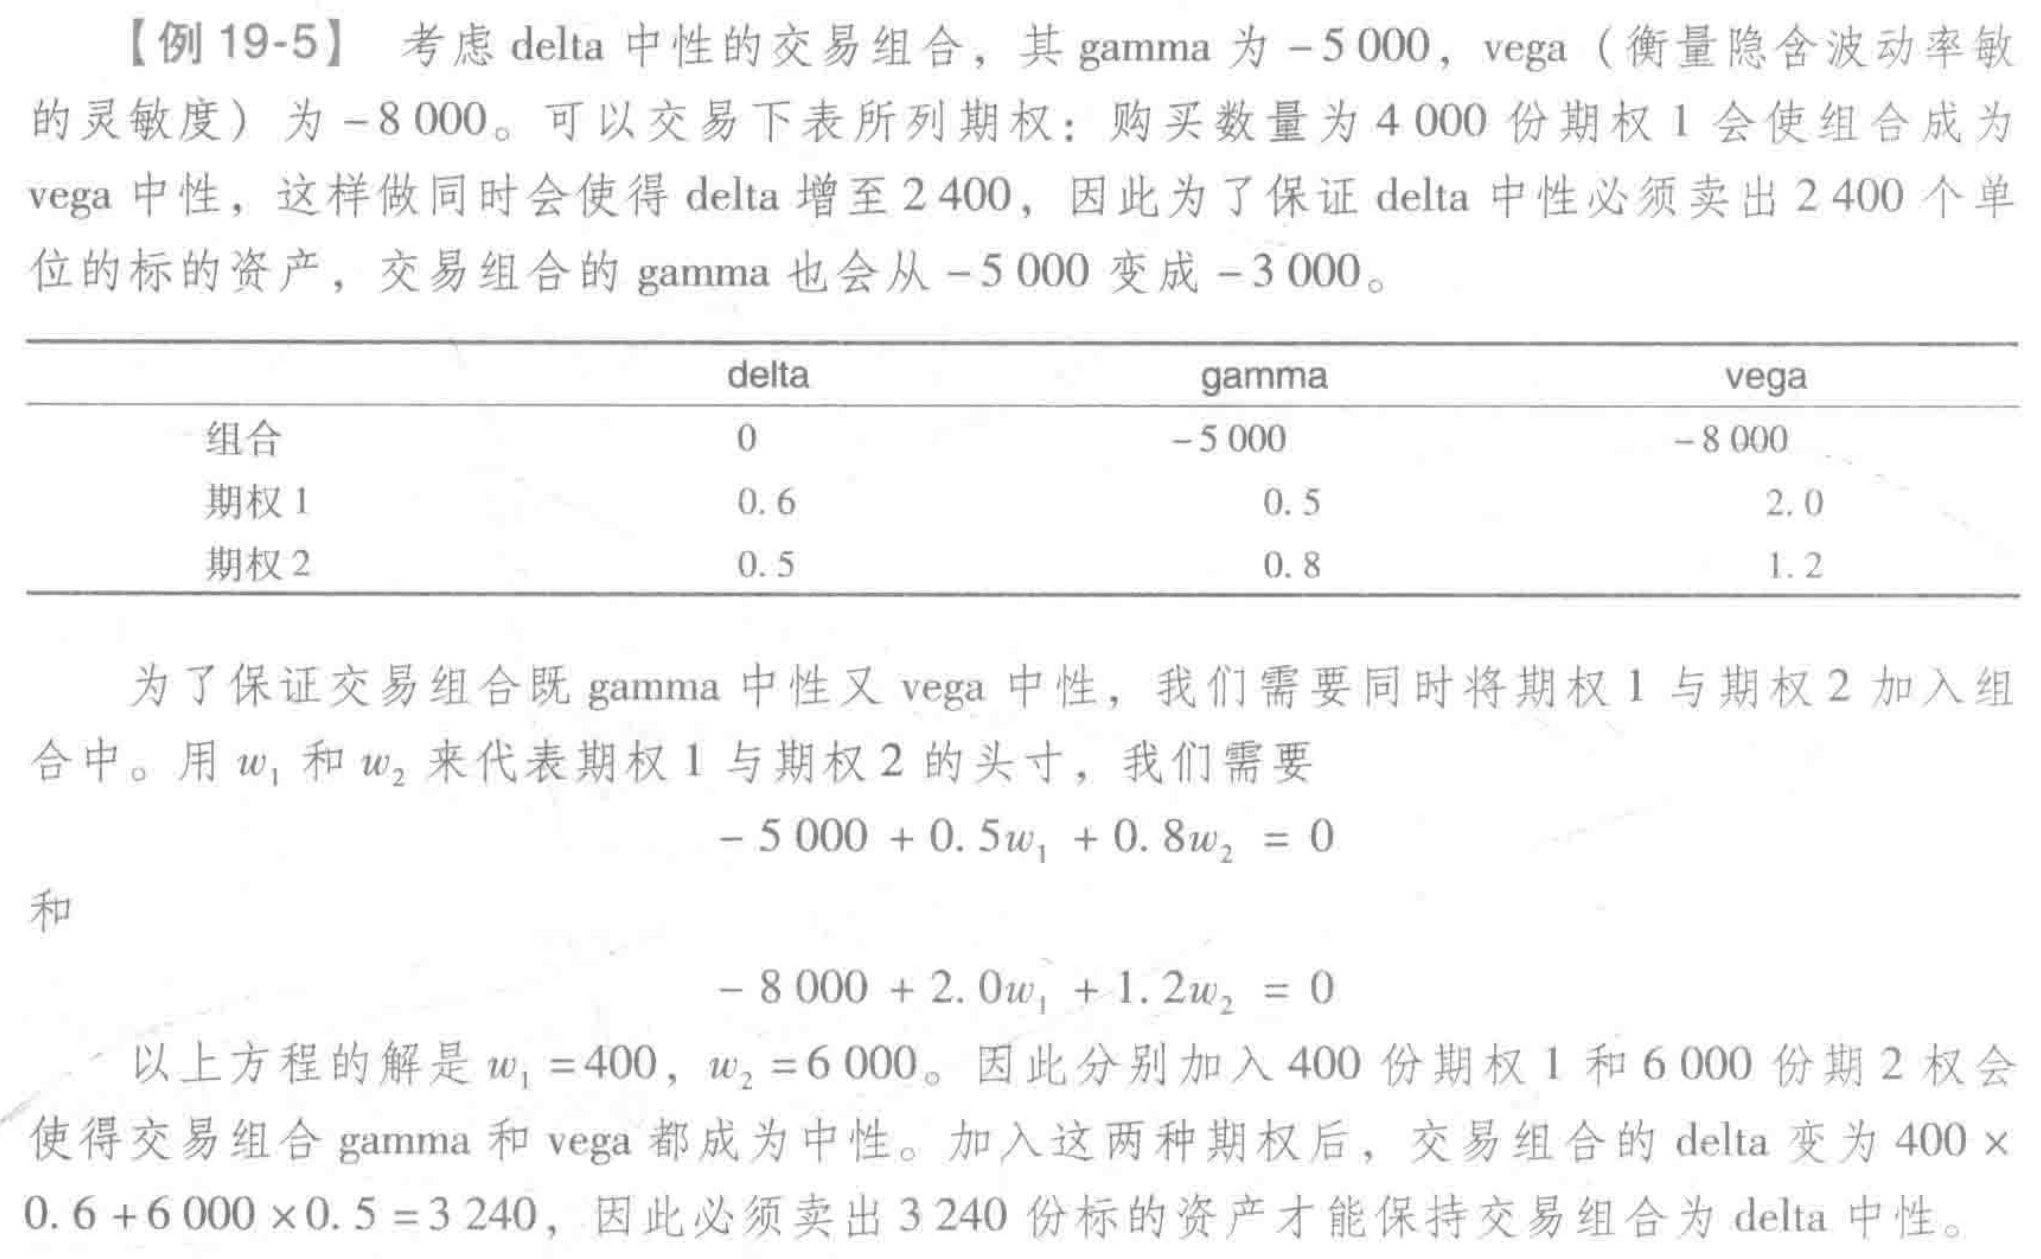 【例 19-5】 考虑 delta 中性的交易组合，其 gamma 为 -5 000，vega（衡量隐含波动率敏
的灵敏度）为 -8 000。可以交易下表所列期权：购买数量为 4 000 份期权 1 会使组合成为
vega 中性，这样做同时会使得 delta 增至 2 400，因此为了保证 delta 中性必须卖出 2 400 个单
位的标的资产，交易组合的 gamma 也会从 -5 000 变成 -3 000。
delta gamma vega
组合 0 -5 000 -8 000
期权 1 0.6 0.5 2.0
期权 2 0.5 0.8 1.2
为了保证交易组合既 gamma 中性又 vega 中性，我们需要同时将期权 1 与期权 2 加入组
合中。用 w₁ 和 w₂ 来代表期权 1 与期权 2 的头寸，我们需要
-5 000 + 0.5w₁ + 0.8w₂ = 0
和
-8 000 + 2.0w₁ + 1.2w₂ = 0
以上方程的解是 w₁ =400，w₂ =6 000。因此分别加入 400 份期权 1 和 6 000 份期 2 权会
使得交易组合 gamma 和 vega 都成为中性。加入这两种期权后，交易组合的 delta 变为 400 ×
0.6 +6 000 ×0.5 =3 240，因此必须卖出 3 240 份标的资产才能保持交易组合为 delta 中性。